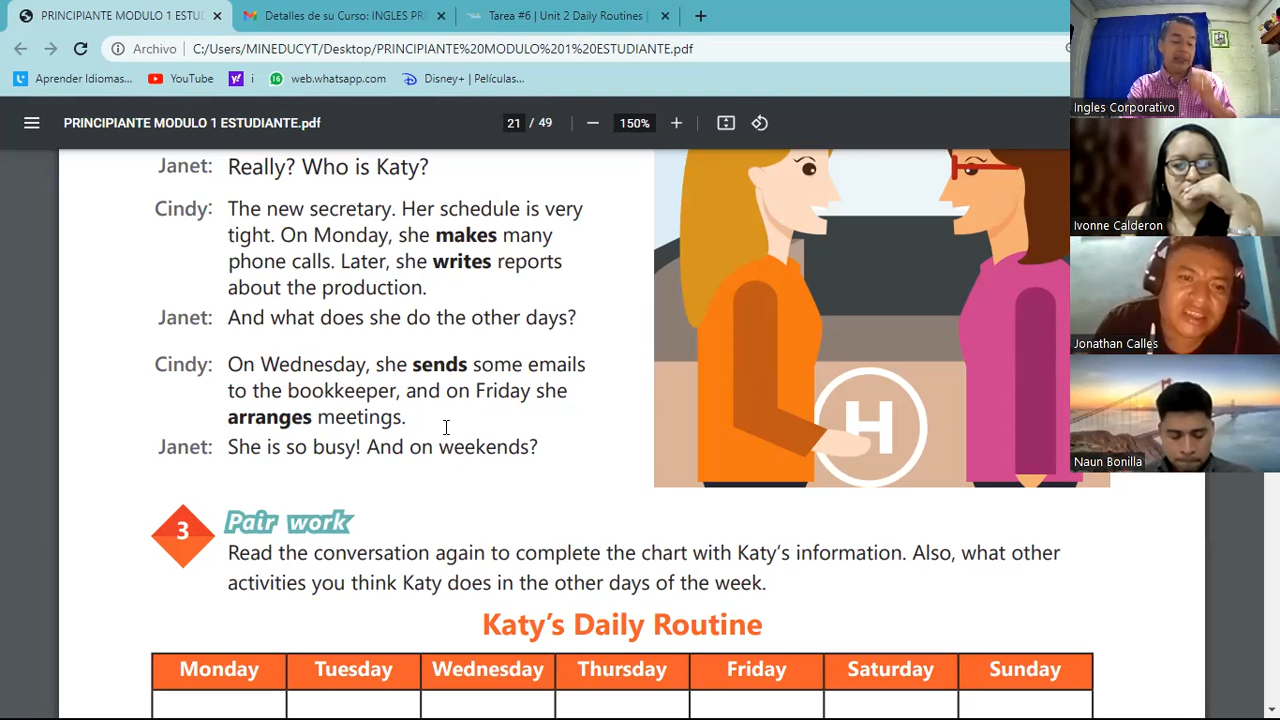 PRINCIPIANTE MODULO 1 ESTUD
Detalles de su Curso: INGLES PR
Tarea #6 | Unit 2 Daily Routines |
Archivo
C:/Users/MINEDUCYT/Desktop/PRINCIPIANTE%20MODULO%201%20ESTUDIANTE.pdf
Aprender Idiomas...
YouTube
i
16
web.whatsapp.com
Disney+ | Películas,...
PRINCIPIANTE MODULO 1 ESTUDIANTE.pdf
21 / 49
150%
Janet: Really? Who is Katy?
Cindy: The new secretary. Her schedule is very
tight. On Monday, she makes many
phone calls. Later, she writes reports
about the production.
Janet: And what does she do the other days?
Cindy: On Wednesday, she sends some emails
to the bookkeeper, and on Friday she
arranges meetings.
Janet: She is so busy! And on weekends?
H
3
Pair work
Read the conversation again to complete the chart with Katy's information. Also, what other
activities you think Katy does in the other days of the week.
Katy's Daily Routine
Monday Tuesday Wednesday Thursday Friday Saturday Sunday
Ingles Corporativo
Ivonne Calderon
Jonathan Calles
Naun Bonilla